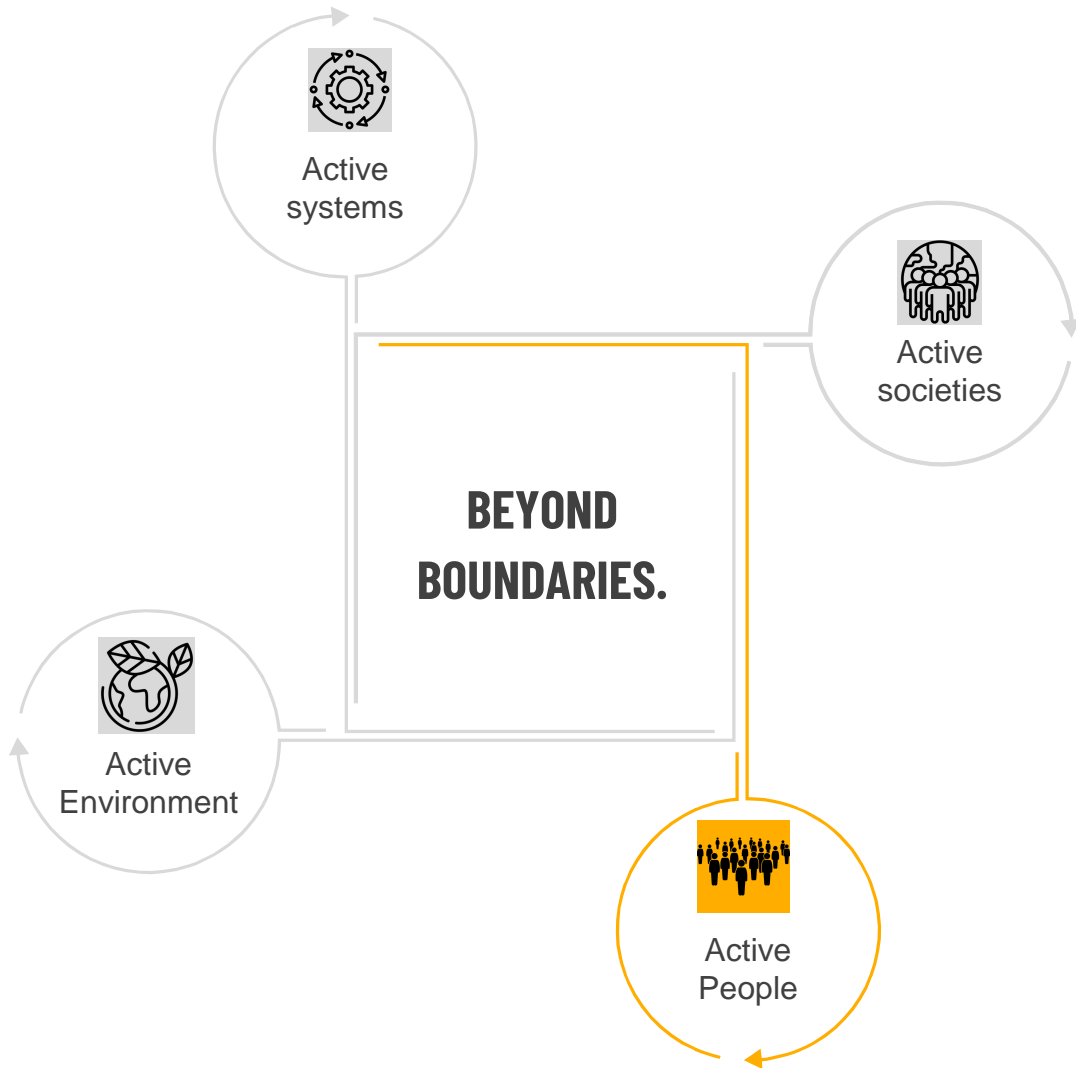 Active
systems
Active
societies
BEYOND
BOUNDARIES.
Active
Environment
Active
People